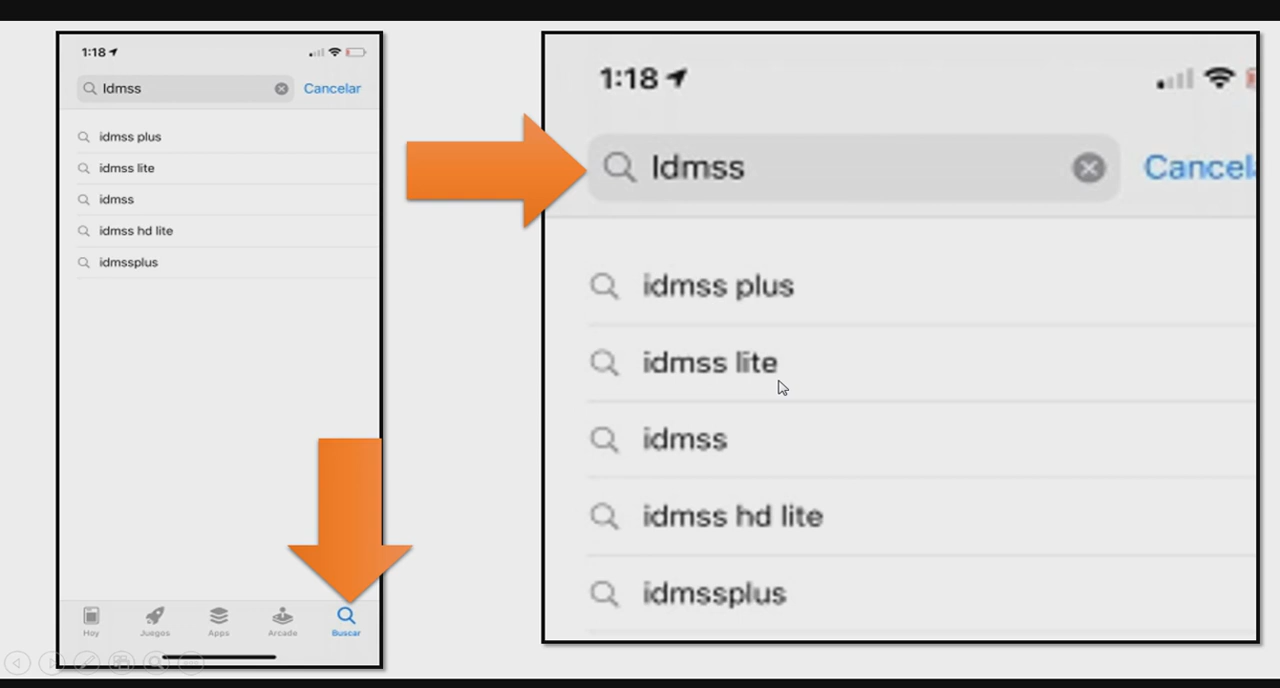 1:18
Idmss
Cancelar
idmss plus
idmss lite
idmss
idmss hd lite
idmssplus
Hoy
Juegos
Apps
Arcade
Buscar
1:18
Idmss
Cancela
idmss plus
idmss lite
idmss
idmss hd lite
idmssplus